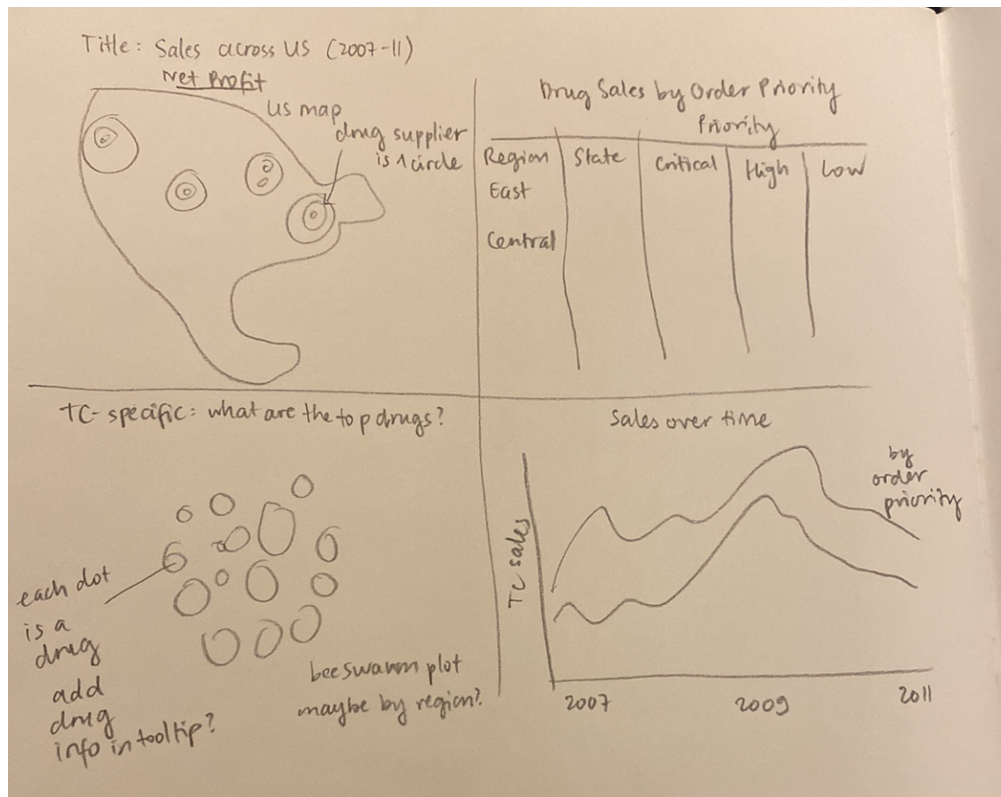 Title: Sales across US (2007-11)
Net Profit
US map
drug supplier
is 1 circle
Drug Sales by Order Priority
Priority
Region State Critical High Low
East
Central
TC-specific: what are the top drugs?
each dot
is a
drug
add
drug
info in tooltip?
beeswarm plot
maybe by region?
Sales over time
by
order
priority
TC sales
2007 2009 2011